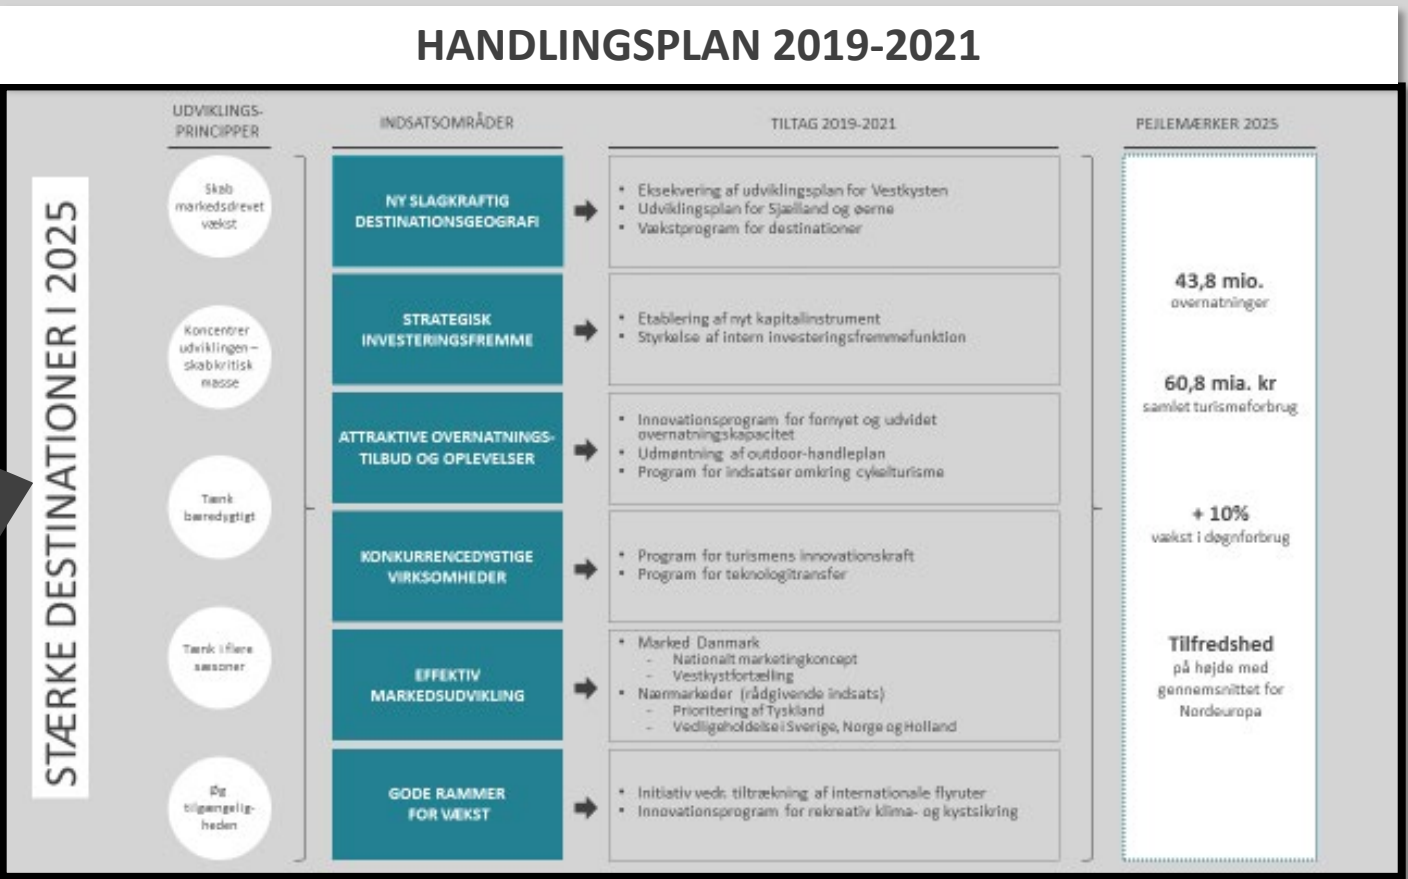 HANDLINGSPLAN 2019-2021
STÆRKE DESTINATIONER I 2025
UDVIKLINGS-
PRINCIPPER
Skab
markedsdrevet
vækst
Koncentrer
udviklingen –
skab kritisk
masse
Tænk
bæredygtigt
Tænk i flere
sæsoner
Øg
tilgængelig-
heden
INDSATSOMRÅDER
TILTAG 2019-2021
NY SLAGKRAFTIG
DESTINATIONSGEOGRAFI
• Eksekvering af udviklingsplan for Vestkysten
• Udviklingsplan for Sjælland og øerne
• Vækstprogram for destinationer
STRATEGISK
INVESTERINGSFREMME
• Etablering af nyt kapitalinstrument
• Styrkelse af intern investeringsfremmefunktion
ATTRAKTIVE OVERNATNINGS-
TILBUD OG OPLEVELSER
• Innovationsprogram for fornyet og udvidet
overnatningskapacitet
• Udmøntning af outdoor-handleplan
• Program for indsatser omkring cykelturisme
KONKURRENCEDYGTIGE
VIRKSOMHEDER
• Program for turismens innovationskraft
• Program for teknologitransfer
EFFEKTIV
MARKEDSUDVIKLING
• Marked Danmark
- Nationalt marketingkoncept
- Vestkystfortælling
• Nærmarkeder (rådgivende indsats)
- Prioritering af Tyskland
- Vedligeholdelse i Sverige, Norge og Holland
GODE RAMMER
FOR VÆKST
• Initiativ vedr. tiltrækning af internationale flyruter
• Innovationsprogram for rekreativ klima- og kystsikring
PEJLEMÆRKER 2025
43,8 mio.
overnatninger
60,8 mia. kr
samlet turismeforbrug
+ 10%
vækst i døgnforbrug
Tilfredshed
på højde med
gennemsnittet for
Nordeuropa